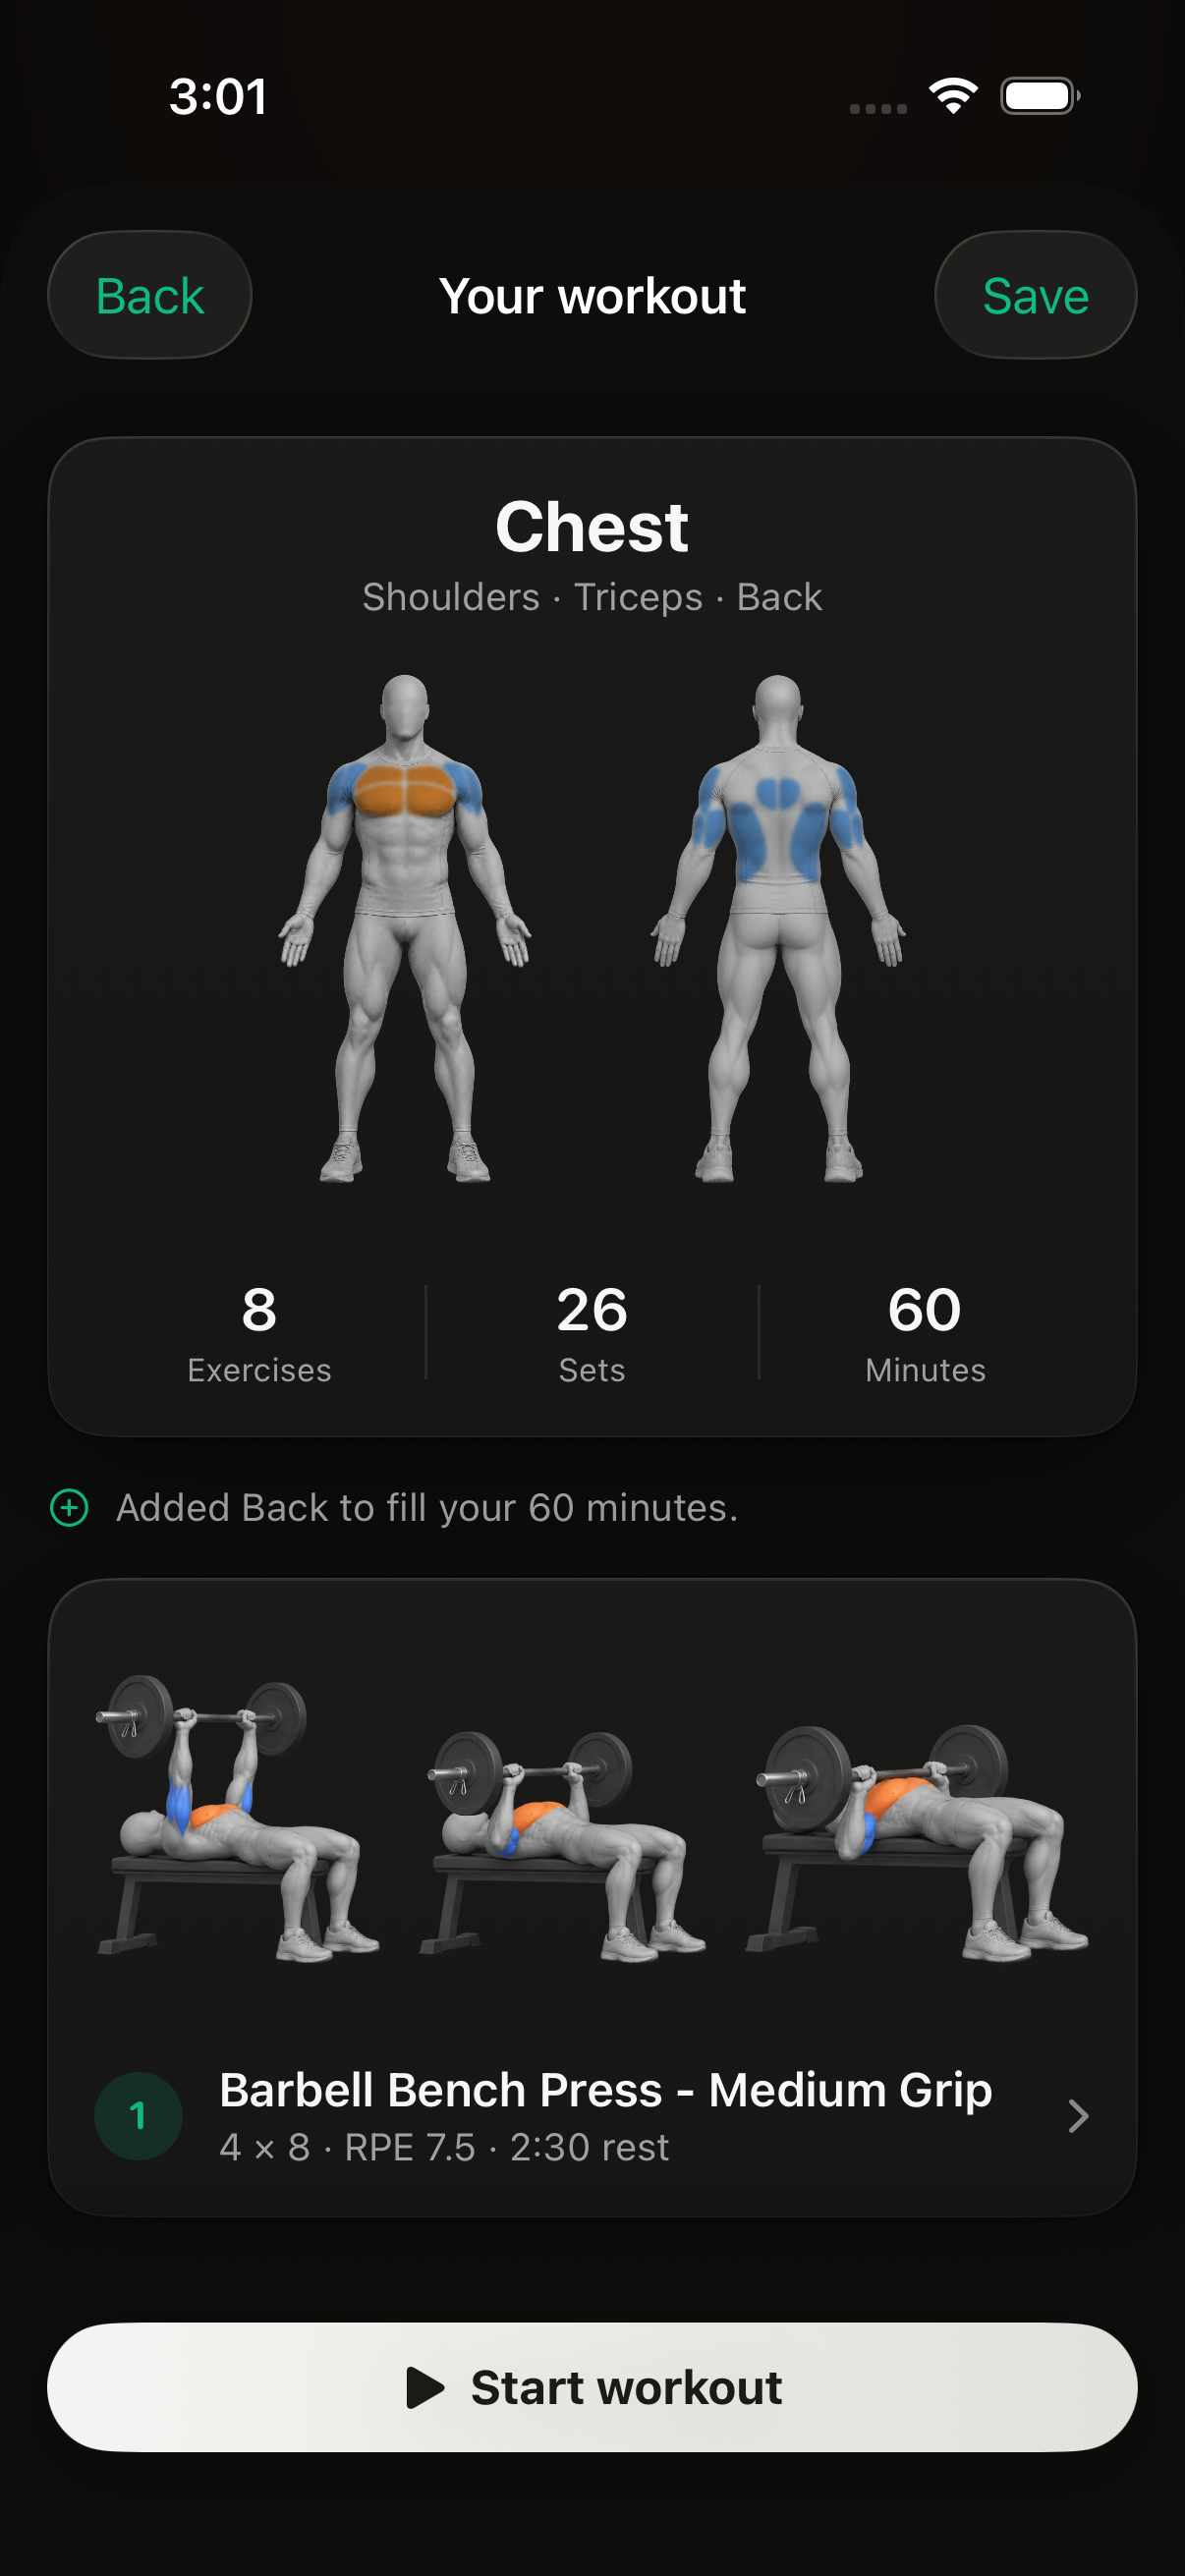 3:01
Back
Your workout
Save
Chest
Shoulders · Triceps · Back
8
26
60
Exercises
Sets
Minutes
Added Back to fill your 60 minutes.
1
Barbell Bench Press - Medium Grip
4 × 8 · RPE 7.5 · 2:30 rest
Start workout